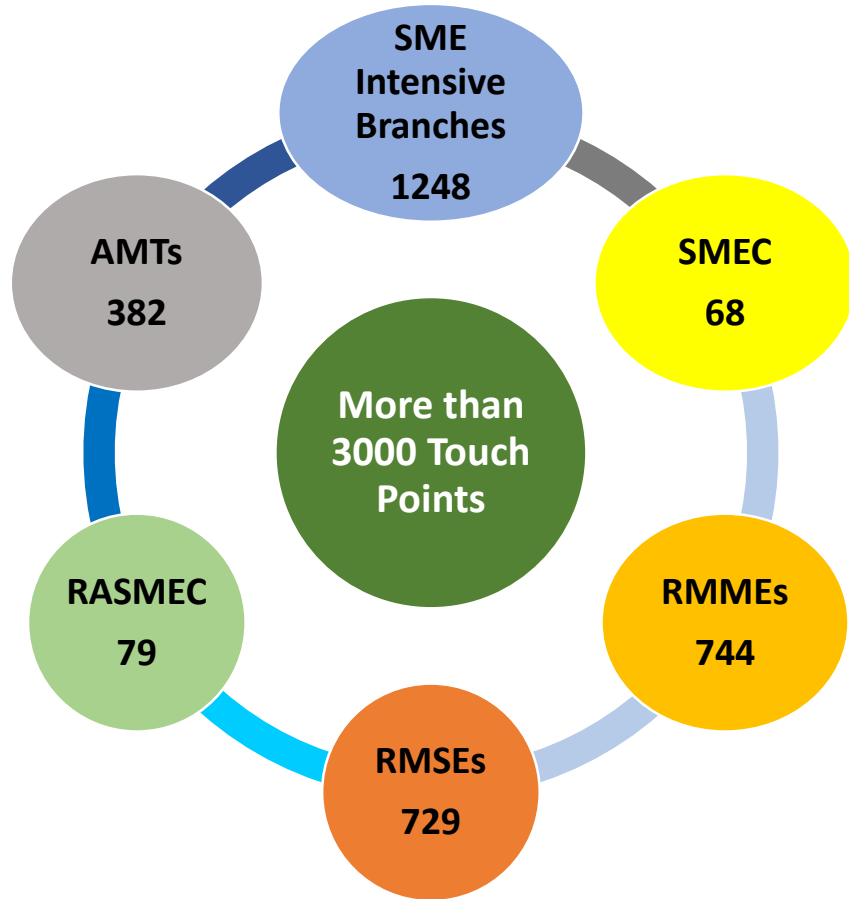 SME
Intensive
Branches
1248
SMEC
68
RMMEs
744
RMSEs
729
RASMEC
79
AMTs
382
More than
3000 Touch
Points